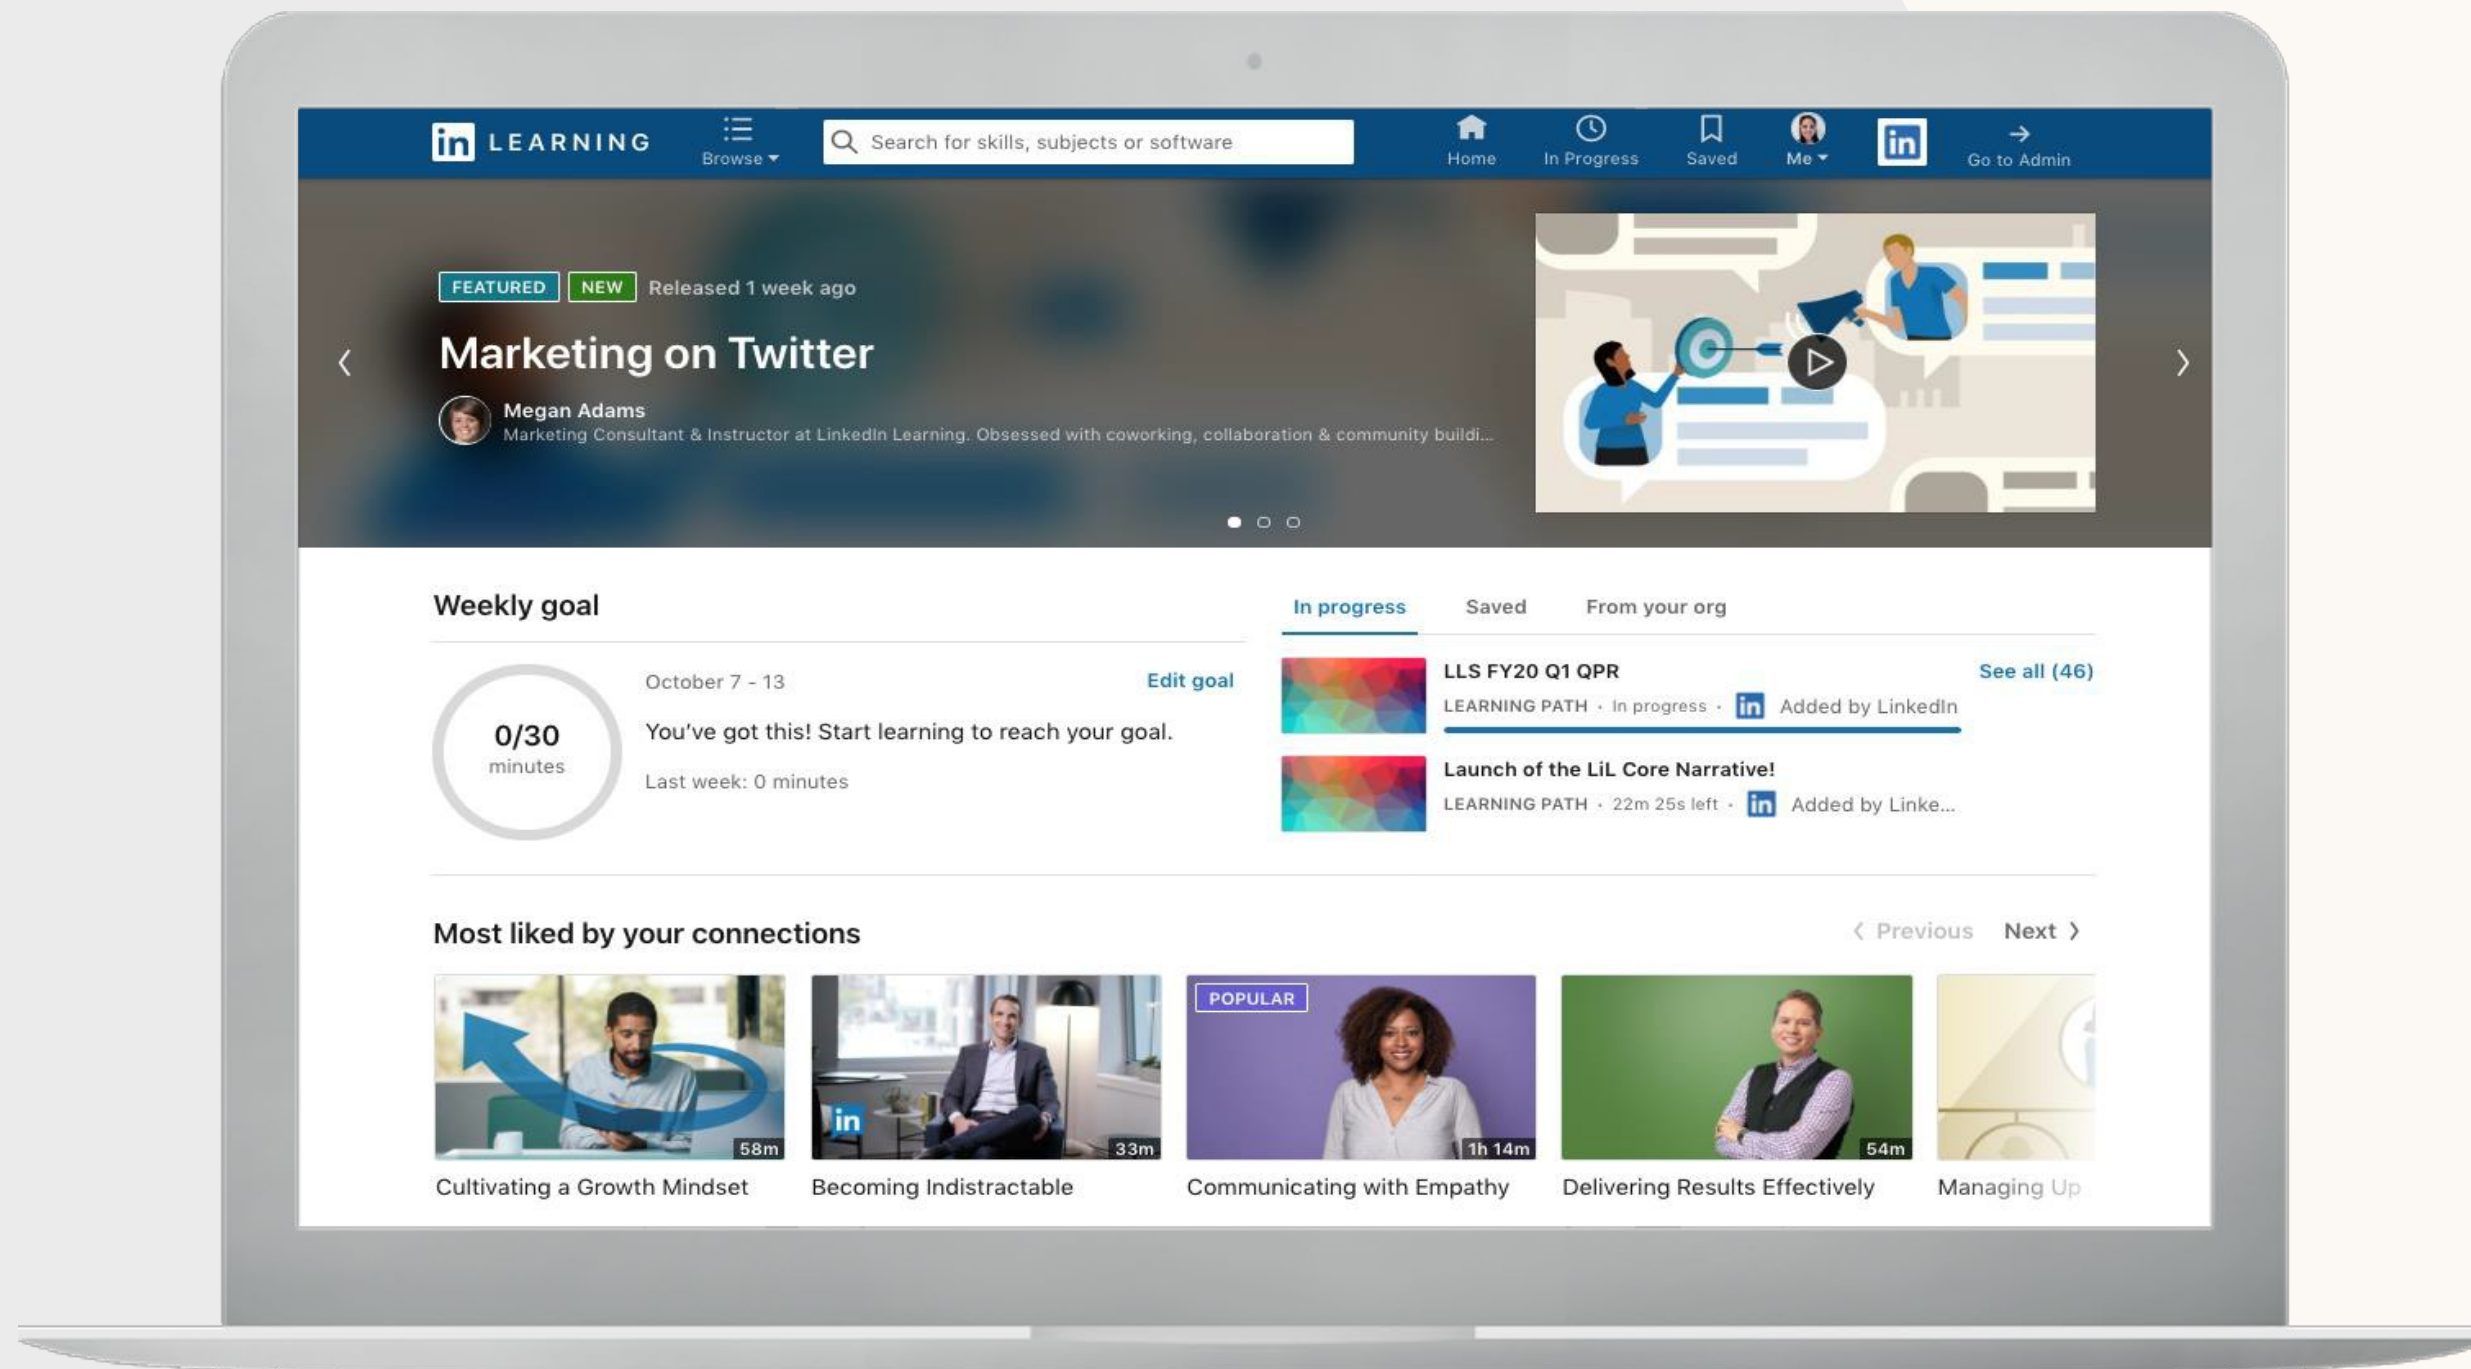 in LEARNING
Browse
Search for skills, subjects or software
Home
In Progress
Saved
Me
in
Go to Admin
FEATURED NEW Released 1 week ago
Marketing on Twitter
Megan Adams
Marketing Consultant & Instructor at LinkedIn Learning. Obsessed with coworking, collaboration & community buildi...
Weekly goal
0/30
minutes
October 7 - 13
Edit goal
You've got this! Start learning to reach your goal.
Last week: 0 minutes
In progress Saved From your org
LLS FY20 Q1 QPR
See all (46)
LEARNING PATH · In progress · in Added by LinkedIn
Launch of the LiL Core Narrative!
LEARNING PATH · 22m 25s left · in Added by Linke...
Most liked by your connections
Previous Next
58m
Cultivating a Growth Mindset
in
33m
Becoming Indistractable
POPULAR
1h 14m
Communicating with Empathy
54m
Delivering Results Effectively
Managing Up